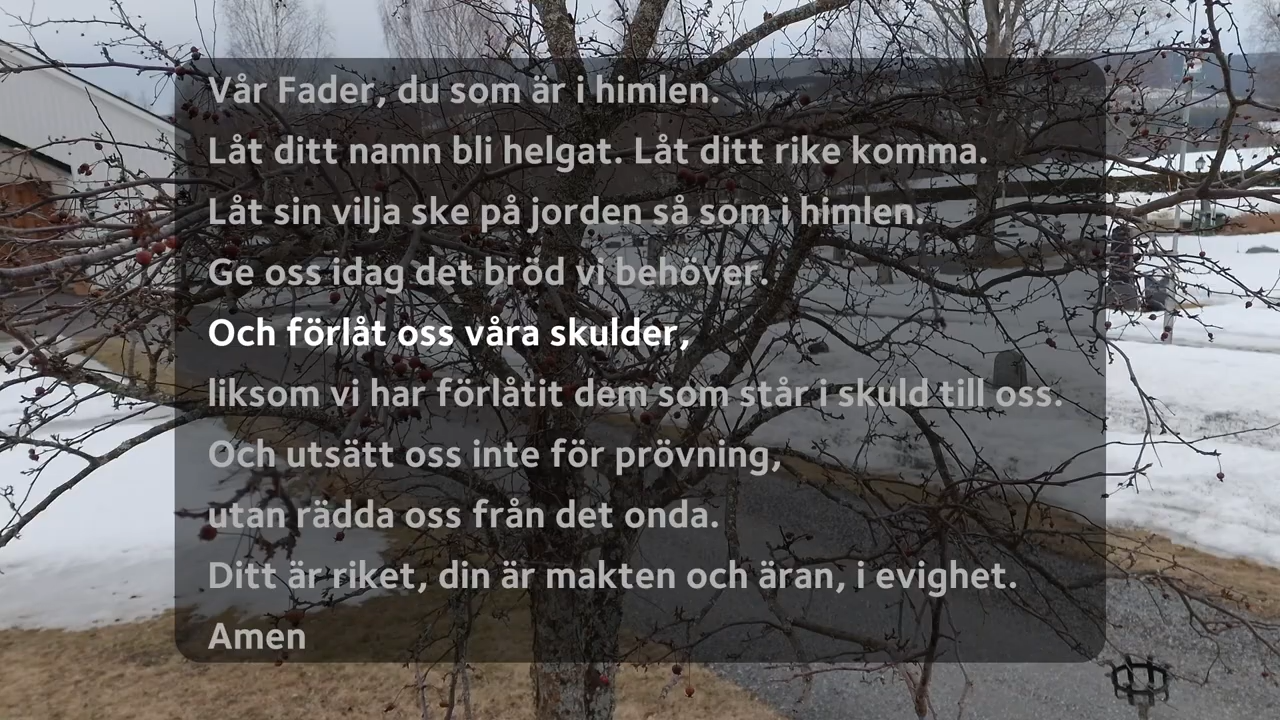 Vår Fader, du som är i himlen.
Låt ditt namn bli helgat. Låt ditt rike komma.
Låt sin vilja ske på jorden så som i himlen.
Ge oss idag det bröd vi behöver.
Och förlåt oss våra skulder,
liksom vi har förlåtit dem som står i skuld till oss.
Och utsätt oss inte för prövning,
utan rädda oss från det onda.
Ditt är riket, din är makten och äran, i evighet.
Amen